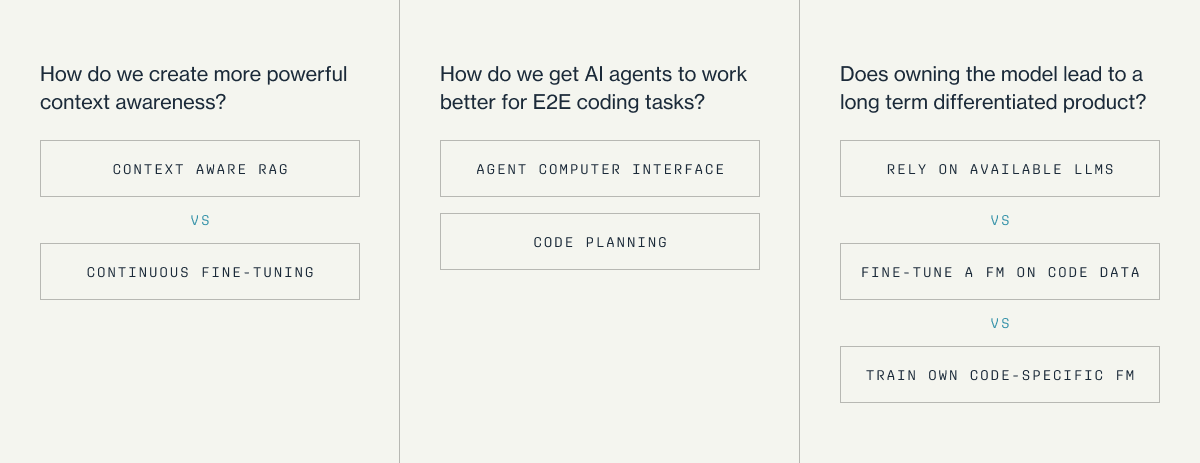 How do we create more powerful
context awareness?
CONTEXT AWARE RAG
VS
CONTINUOUS FINE-TUNING
How do we get AI agents to work
better for E2E coding tasks?
AGENT COMPUTER INTERFACE
CODE PLANNING
Does owning the model lead to a
long term differentiated product?
RELY ON AVAILABLE LLMS
VS
FINE-TUNE A FM ON CODE DATA
VS
TRAIN OWN CODE-SPECIFIC FM